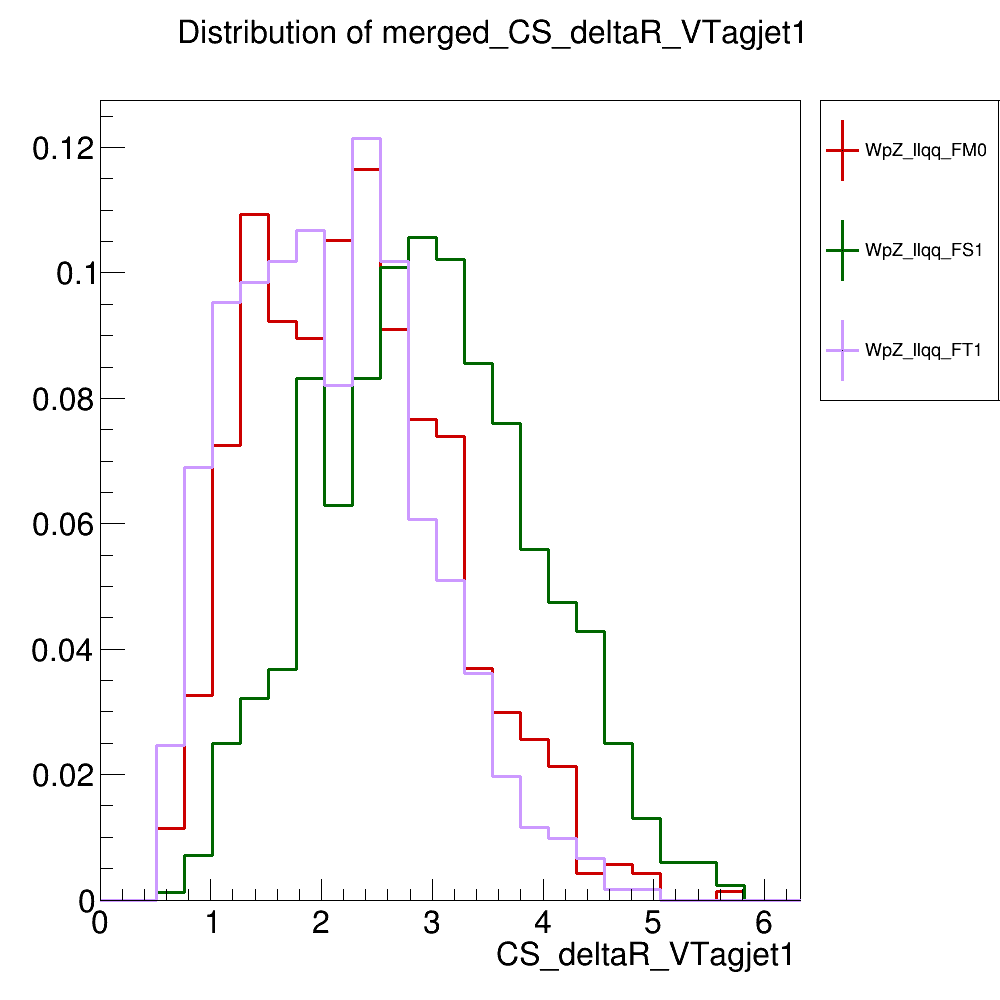 Distribution of merged_CS_deltaR_VTagjet1
WpZ_llqq_FM0
WpZ_llqq_FS1
WpZ_llqq_FT1
0.12
0.1
0.08
0.06
0.04
0.02
0
0 1 2 3 4 5 6
CS_deltaR_VTagjet1